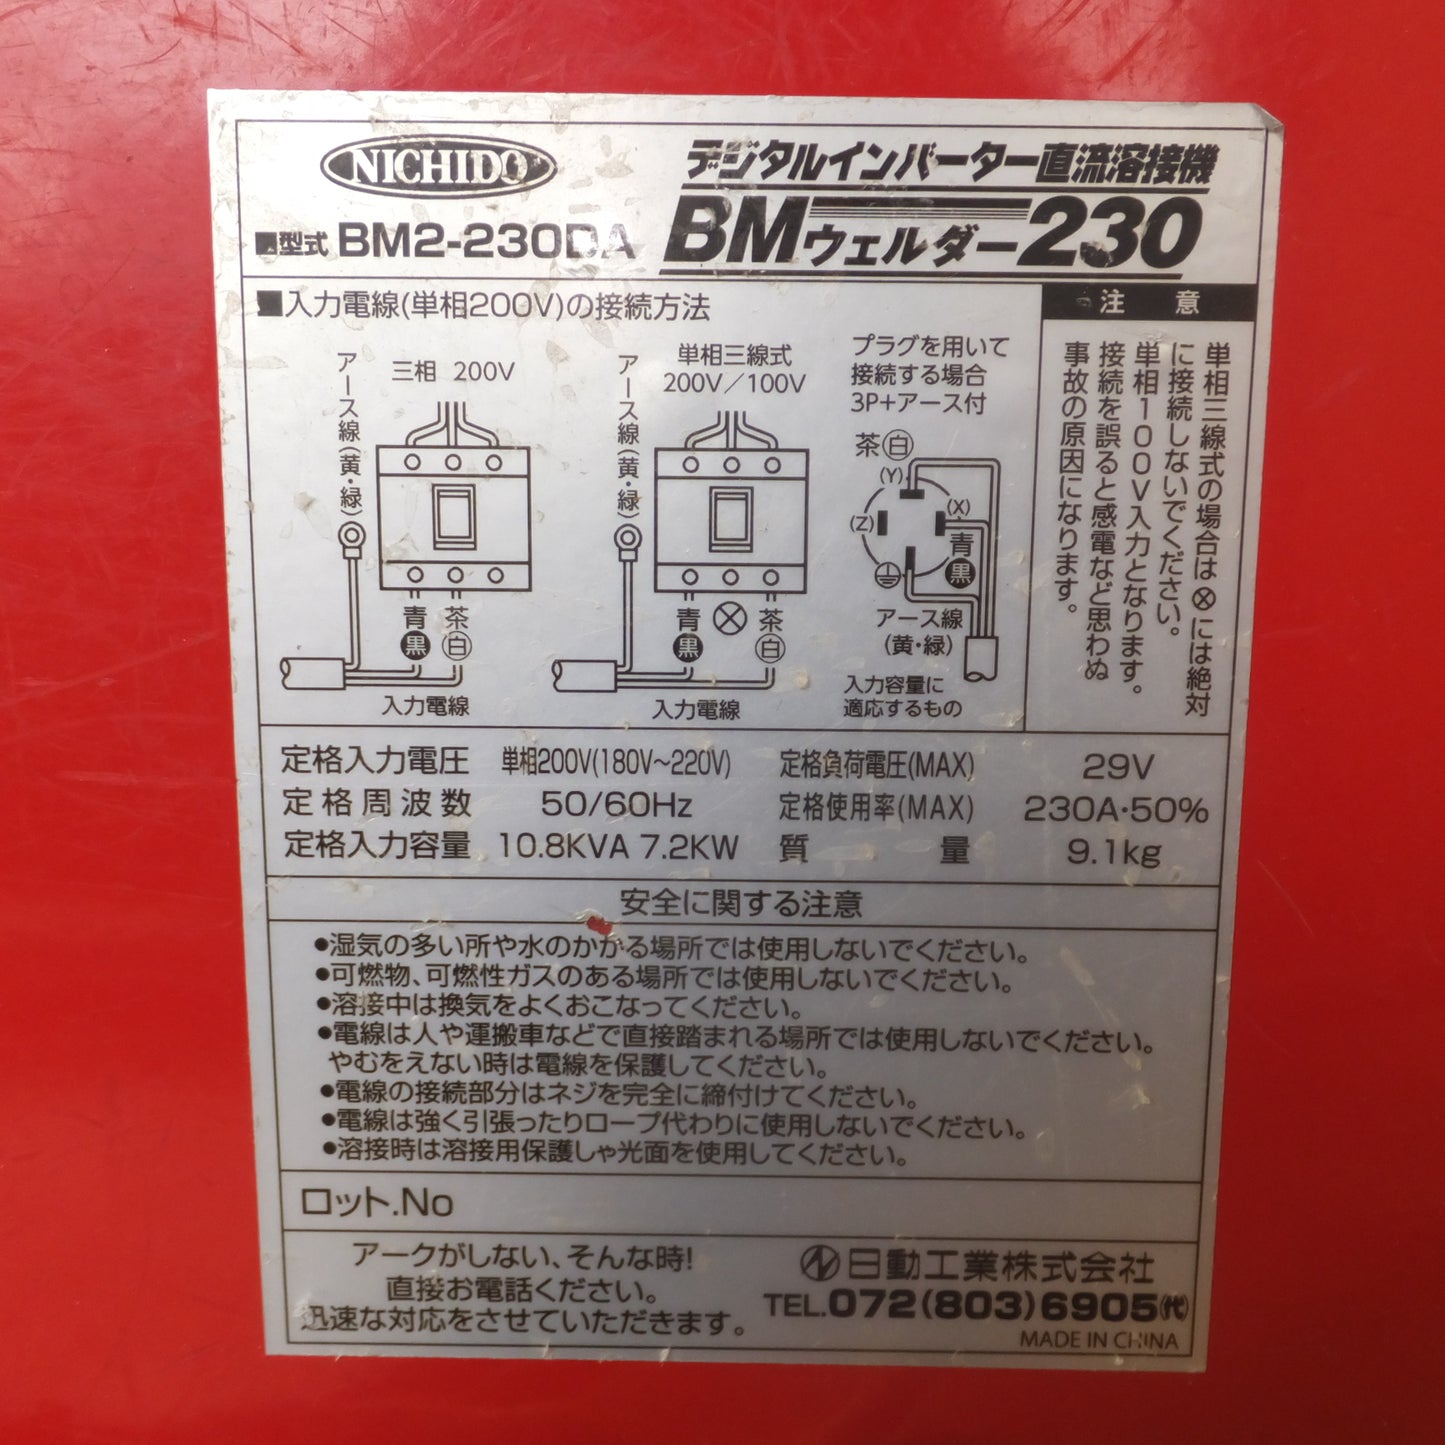 NICHIDO
デジタルインバーター直流溶接機
■型式 BM2-230DA
BMウェルダー230
■入力電線(単相200V)の接続方法
アース線(黄・緑)
三相 200V
青 茶
黒 白
入力電線
アース線(黄・緑)
単相三線式
200V/100V
青 ⊗ 茶
黒 白
入力電線
プラグを用いて
接続する場合
3P+アース付
茶 白
(Y)
(Z)
(X)
青
黒
アース線
(黄・緑)
入力容量に
適応するもの
注意
単相三線式の場合は⊗には絶対
に接続しないでください。
単相100V入力となります。
接続を誤ると感電など思わぬ
事故の原因になります。
定格入力電圧 単相200V(180V~220V) 定格負荷電圧(MAX) 29V
定格周波数 50/60Hz 定格使用率(MAX) 230A・50%
定格入力容量 10.8KVA 7.2KW 質量 9.1kg
安全に関する注意
●湿気の多い所や水のかかる場所では使用しないでください。
●可燃物、可燃性ガスのある場所では使用しないでください。
●溶接中は換気をよくおこなってください。
●電線は人や運搬車などで直接踏まれる場所では使用しないでください。
やむをえない時は電線を保護してください。
●電線の接続部分はネジを完全に締付けてください。
●電線は強く引張ったりロープ代わりに使用しないでください。
●溶接時は溶接用保護しゃ光面を使用してください。
ロット.No
アークがしない、そんな時!
直接お電話ください。
迅速な対応をさせていただきます。
日動工業株式会社
TEL.072(803)6905(代)
MADE IN CHINA